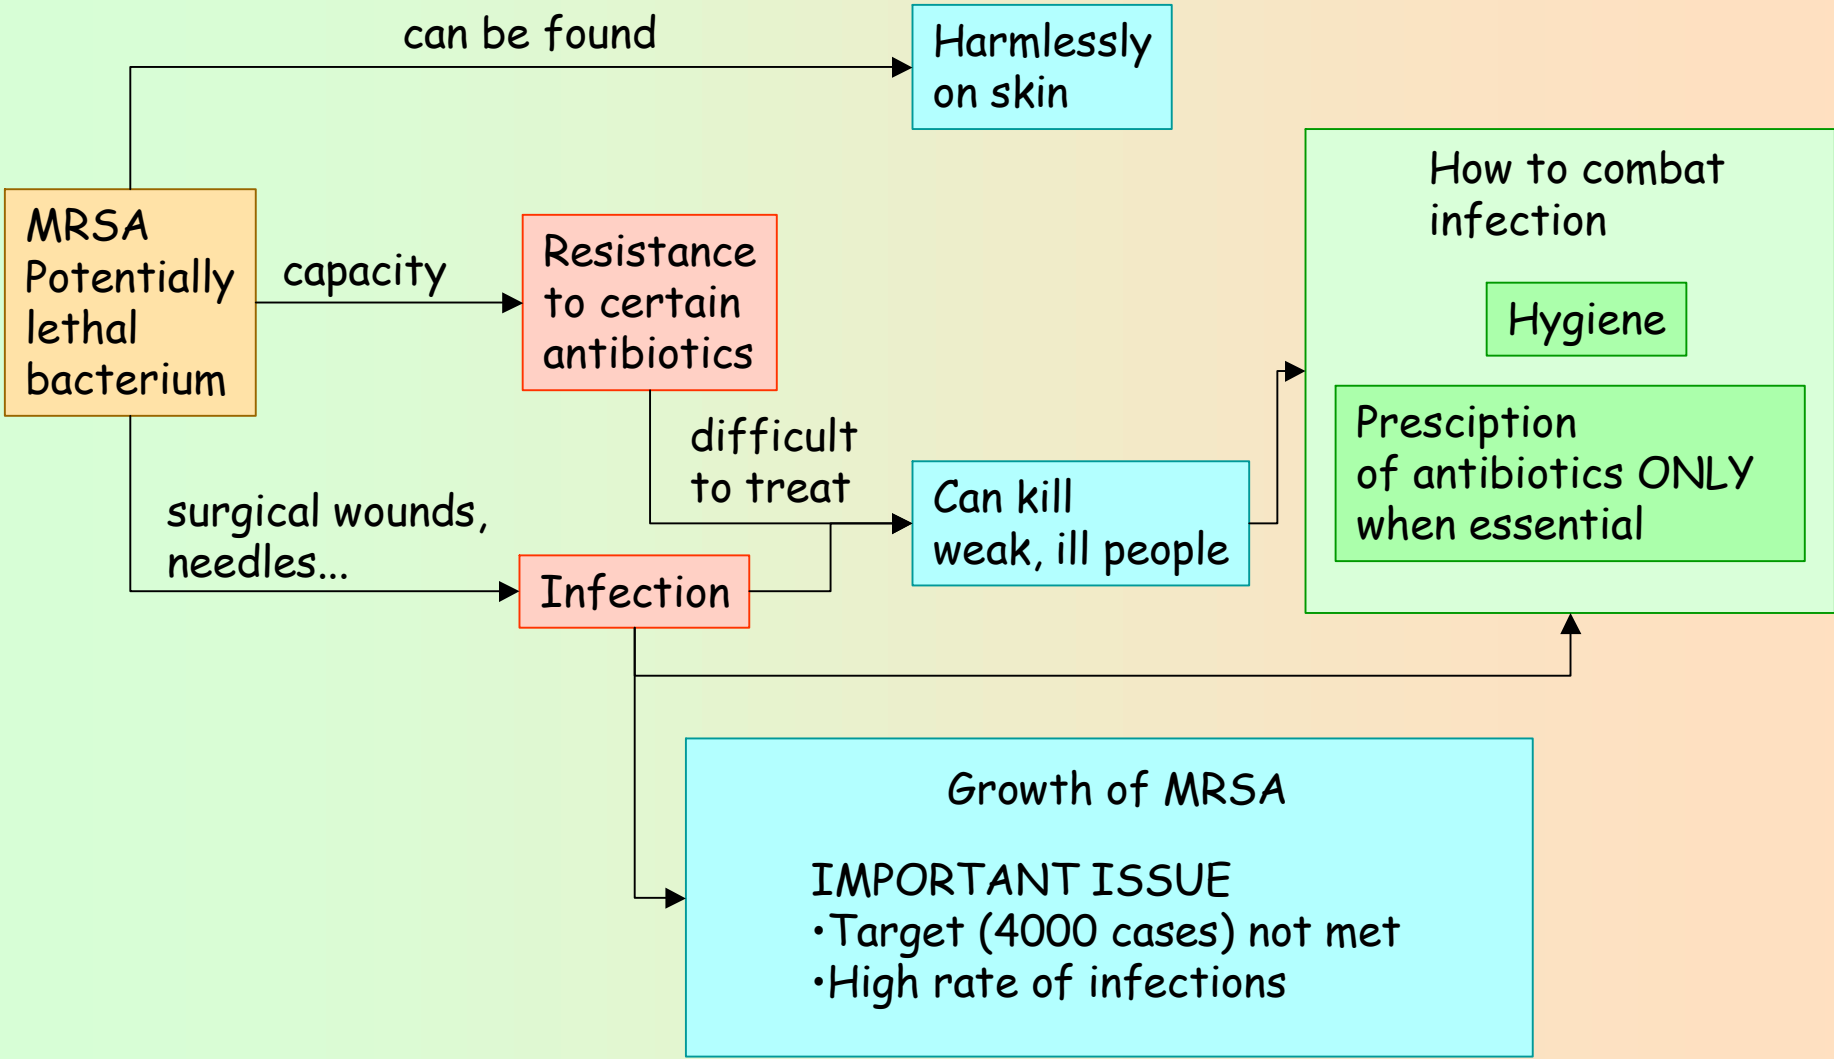 can be found
Harmlessly
on skin
MRSA
Potentially
lethal
bacterium
capacity
Resistance
to certain
antibiotics
difficult
to treat
surgical wounds,
needles...
Infection
Can kill
weak, ill people
How to combat
infection
Hygiene
Presciption
of antibiotics ONLY
when essential
Growth of MRSA
IMPORTANT ISSUE
•Target (4000 cases) not met
•High rate of infections